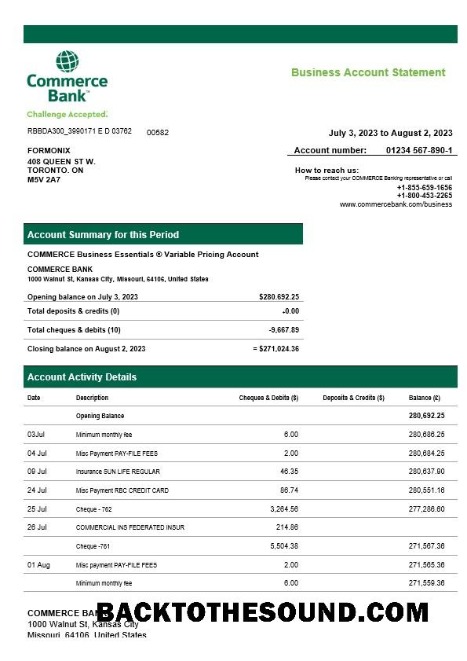 Commerce
Bank™
Challenge Accepted.
Business Account Statement
RBBDA300_3990171 E D 03762 00582
July 3, 2023 to August 2, 2023
FORMONIX
Account number: 01234 567-890-1
408 QUEEN ST W.
TORONTO. ON
M5V 2A7
How to reach us:
Please contact your COMMERCE Banking representative or call
+1-855-659-1656
+1-800-453-2265
www.commercebank.com/business
Account Summary for this Period
COMMERCE Business Essentials ® Variable Pricing Account
COMMERCE BANK
1000 Walnut St, Kansas City, Missouri, 64106, United States
Opening balance on July 3, 2023 $280,692.25
Total deposits & credits (0) -0.00
Total cheques & debits (10) -9,667.89
Closing balance on August 2, 2023 = $271,024.36
Account Activity Details
Date Description Cheques & Debits ($) Deposits & Credits ($) Balance (£)
Opening Balance 280,692.25
03Jul Minimum monthly fee 6.00 280,686.25
04 Jul Misc Payment PAY-FILE FEES 2.00 280,684.25
09 Jul Insurance SUN LIFE REGULAR 46.35 280,637.90
24 Jul Misc Payment RBC CREDIT CARD 86.74 280,551.16
25 Jul Cheque - 762 3,264.56 277,286.60
26 Jul COMMERCIAL INS FEDERATED INSUR 214.86
Cheque -761 5,504.38 271,567.36
01 Aug Misc payment PAY-FILE FEES 2.00 271,565.36
Minimum monthly fee 6.00 271,559.36
COMMERCE BAN
BACKTOTHESOUND.COM
1000 Walnut St, Kansas City
Missouri, 64106, United States